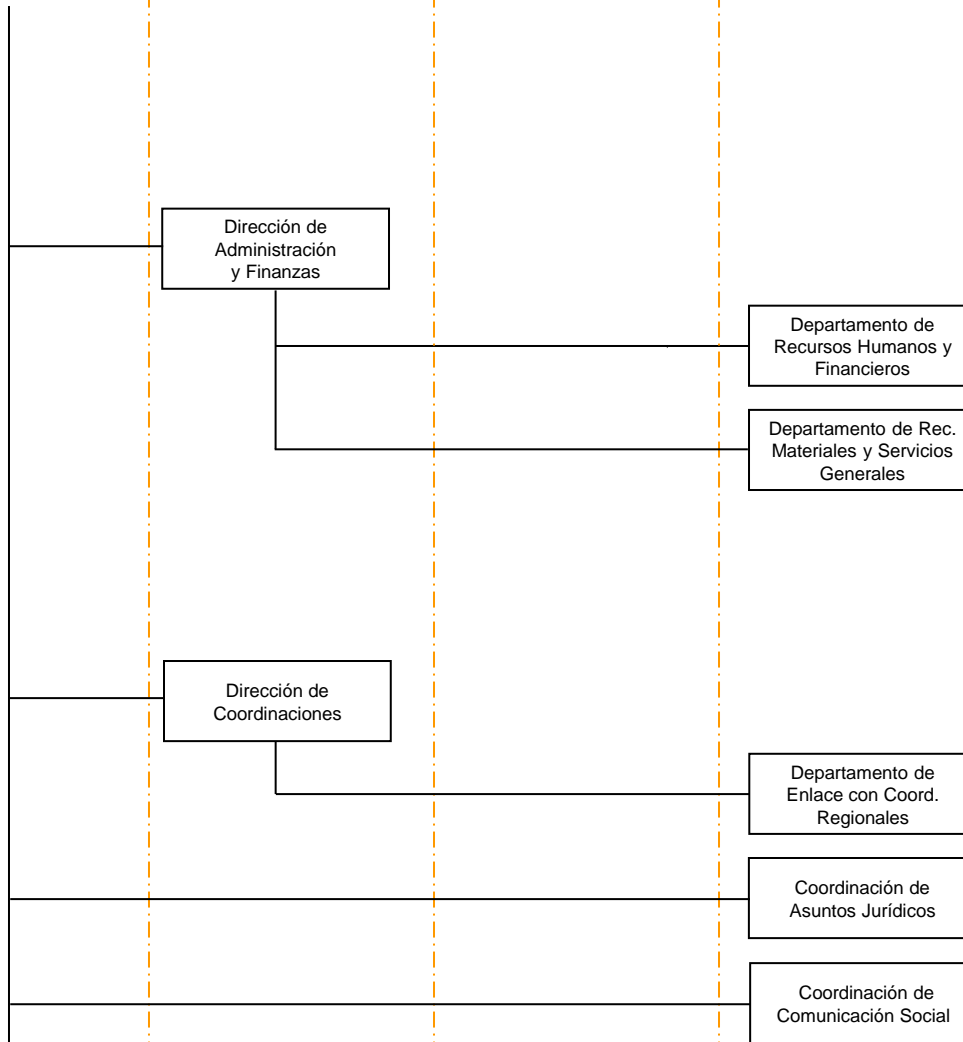 Dirección de
Administración
y Finanzas
Departamento de
Recursos Humanos y
Financieros
Departamento de Rec.
Materiales y Servicios
Generales
Dirección de
Coordinaciones
Departamento de
Enlace con Coord.
Regionales
Coordinación de
Asuntos Jurídicos
Coordinación de
Comunicación Social